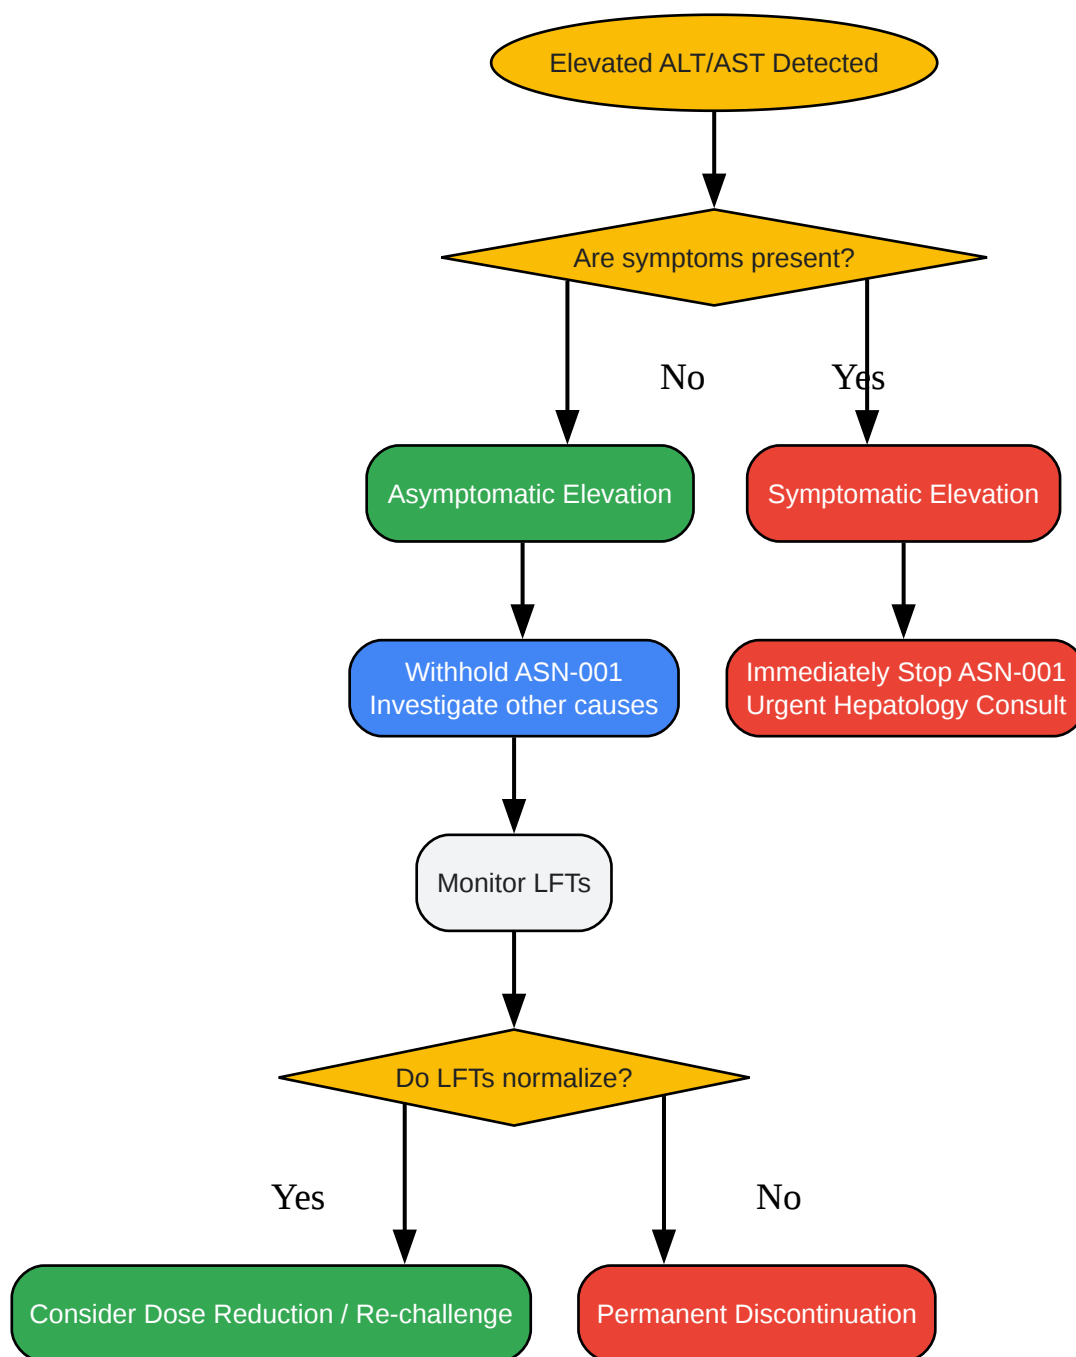 Elevated ALT/AST Detected
Are symptoms present?
No
Yes
Asymptomatic Elevation
Symptomatic Elevation
Withhold ASN-001
Investigate other causes
Immediately Stop ASN-001
Urgent Hepatology Consult
Monitor LFTs
Do LFTs normalize?
Yes
No
Consider Dose Reduction / Re-challenge
Permanent Discontinuation